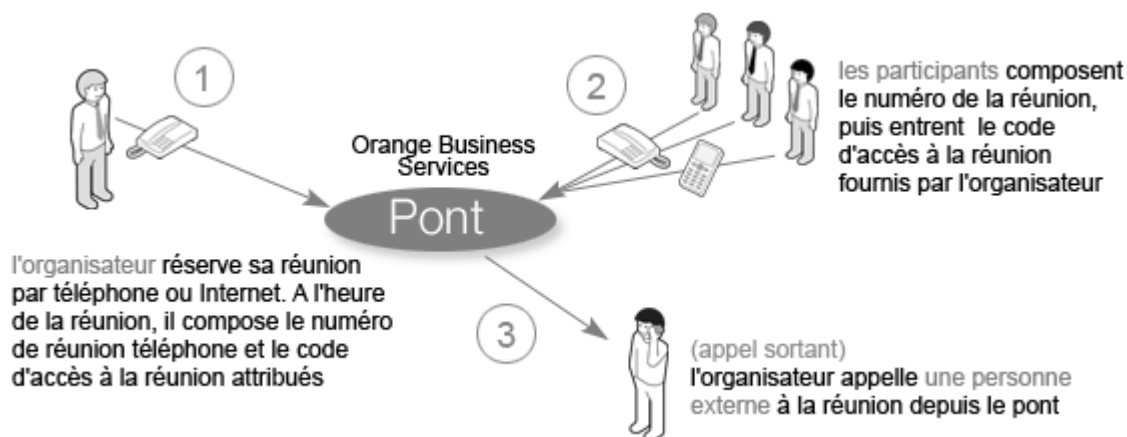 1
l'organisateur réserve sa réunion
par téléphone ou Internet. A l'heure
de la réunion, il compose le numéro
de réunion téléphone et le code
d'accès à la réunion attribués
Orange Business
Services
Pont
2
les participants composent
le numéro de la réunion,
puis entrent le code
d'accès à la réunion
fournis par l'organisateur
3
(appel sortant)
l'organisateur appelle une personne
externe à la réunion depuis le pont